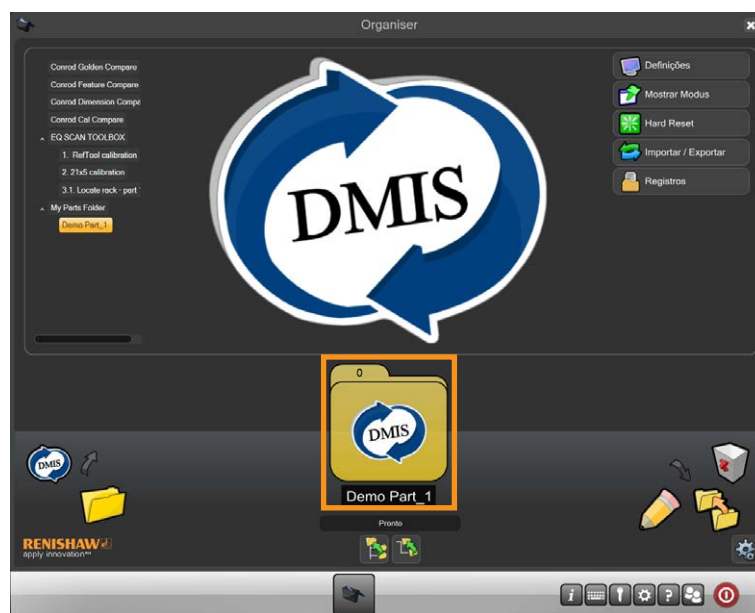 Organiser
Conrod Golden Compare
Conrod Feature Compare
Conrod Dimension Compa
Conrod Cal Compare
EQ SCAN TOOLBOX
1. RefTool calibration
2. 21x5 calibration
3.1. Locate rack - part
My Parts Folder
Demo Part_1
DMIS
Definições
Mostrar Modus
Hard Reset
Importar / Exportar
Registros
0
DMIS
Demo Part_1
Pronto
DMIS
RENISHAW
apply innovation™